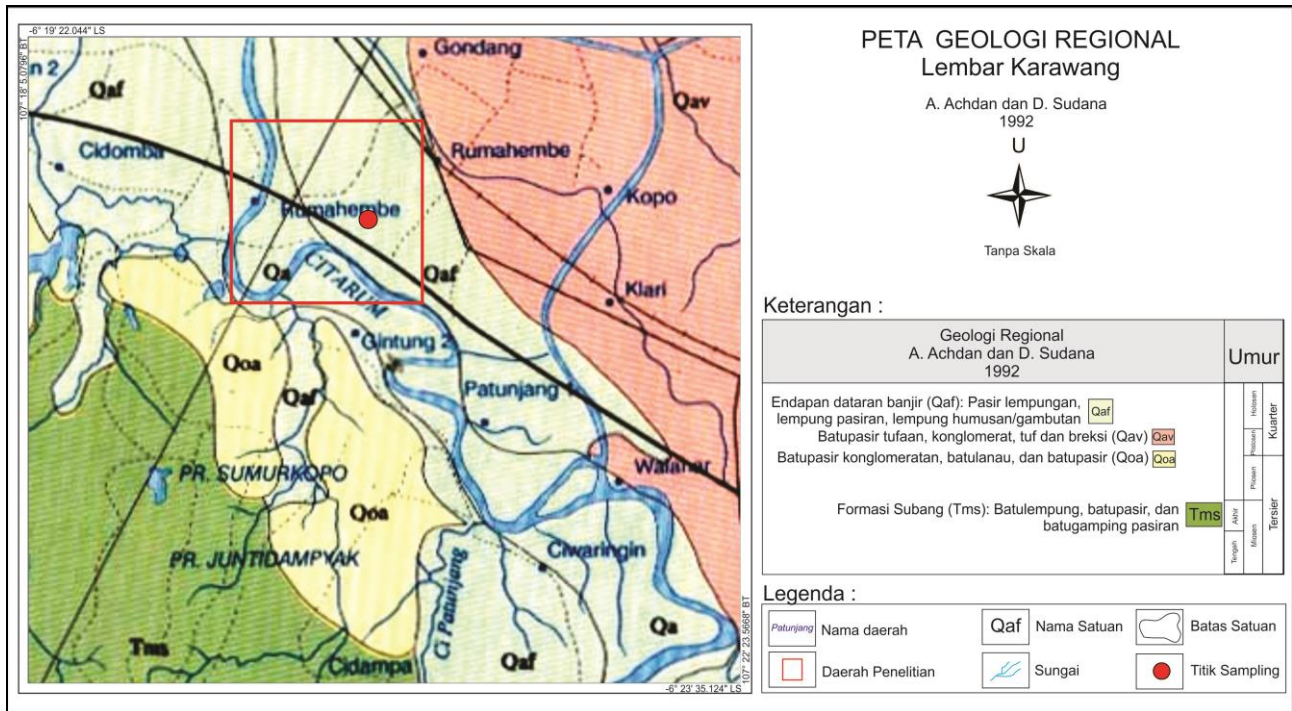 -6° 19' 22.044" LS
107° 18' 5.0796" BT
n 2
Qaf
Gondang
Qav
Cidomba
Rumahembe
Rumahembe
Kopo
Qa
CITARUM
Qaf
Klari
Gintung 2
Qoa
Qaf
Patunjang 1
PR. SUMURKOPO
Walahar
Qoa
PR. JUNTIDAMPYAK
Ciwaringin
Ci Patunjang
Qa
Tms
Cidampa
Qaf
107° 22' 23.5668" BT
-6° 23' 35.124" LS
PETA GEOLOGI REGIONAL
Lembar Karawang
A. Achdan dan D. Sudana
1992
U
Tanpa Skala
Keterangan :
Geologi Regional
A. Achdan dan D. Sudana
1992
Umur
Endapan dataran banjir (Qaf): Pasir lempungan,
lempung pasiran, lempung humusan/gambutan
Qaf
Batupasir tufaan, konglomerat, tuf dan breksi (Qav) Qav
Batupasir konglomeratan, batulanau, dan batupasir (Qoa) Qoa
Formasi Subang (Tms): Batulempung, batupasir, dan
batugamping pasiran
Tms
Holosen
Kuarter
Pliosen
Tersier
Akhir
Miosen
Tengah
Legenda :
Patunjang Nama daerah
Qaf Nama Satuan
Batas Satuan
Daerah Penelitian
Sungai
Titik Sampling